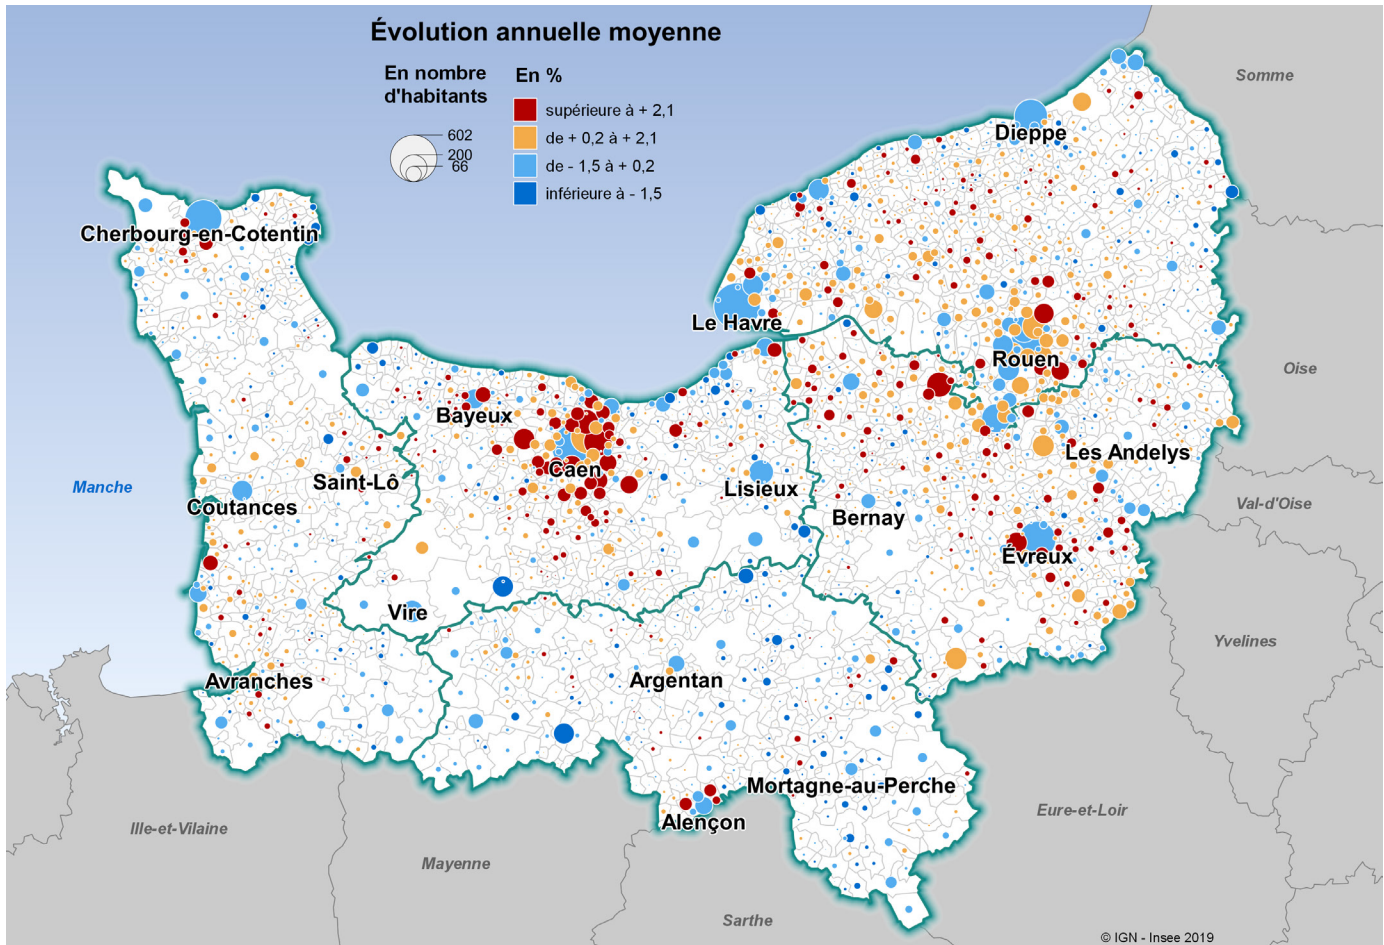 Évolution annuelle moyenne
En nombre
d'habitants
602
200
66
En %
supérieure à + 2,1
de + 0,2 à + 2,1
de - 1,5 à + 0,2
inférieure à - 1,5
Somme
Dieppe
Cherbourg-en-Cotentin
Le Havre
Rouen
Oise
Bayeux
Les Andelys
Caen
Saint-Lô
Manche
Lisieux
Coutances
Val-d'Oise
Bernay
Évreux
Vire
Yvelines
Avranches
Argentan
Mortagne-au-Perche
Eure-et-Loir
Alençon
Ille-et-Vilaine
Mayenne
Sarthe
© IGN - Insee 2019